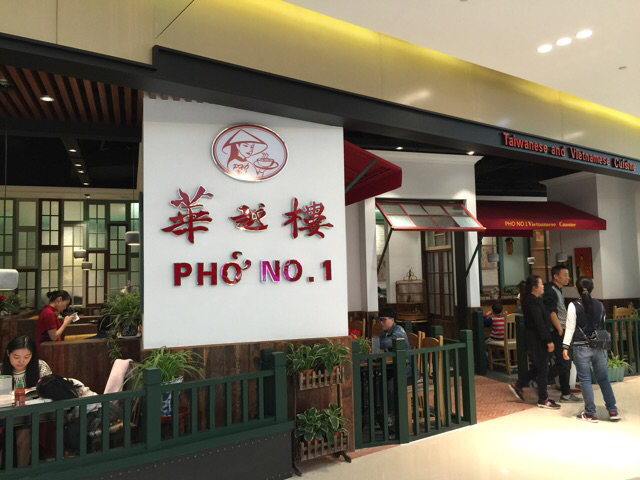 華越樓
PHỞ NO.1
Taiwanese and Vietnamese Cuisine
PHO NO 1 Vietnamese Cuisine